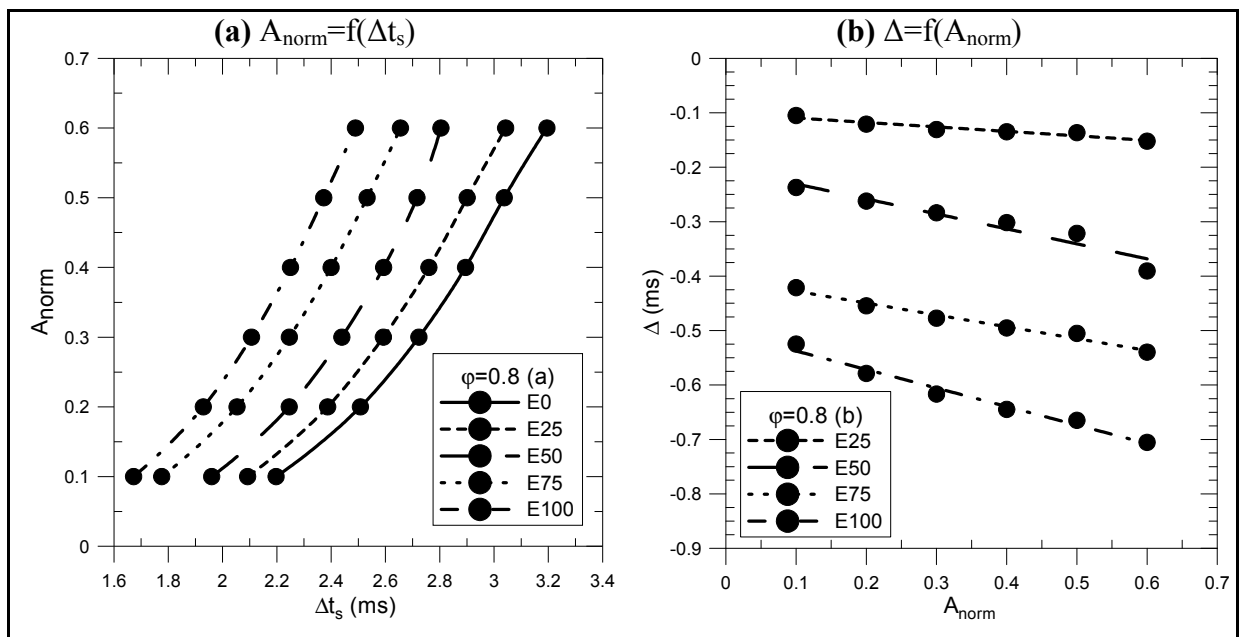 (a) Anorm=f(Δts)
0.7
0.6
0.5
0.4
0.3
0.2
0.1
0
Anorm
1.6 1.8 2 2.2 2.4 2.6 2.8 3 3.2 3.4
Δts (ms)
φ=0.8 (a)
E0
E25
E50
E75
E100
(b) Δ=f(Anorm)
0
-0.1
-0.2
-0.3
-0.4
-0.5
-0.6
-0.7
-0.8
-0.9
Δ (ms)
0 0.1 0.2 0.3 0.4 0.5 0.6 0.7
Anorm
φ=0.8 (b)
E25
E50
E75
E100